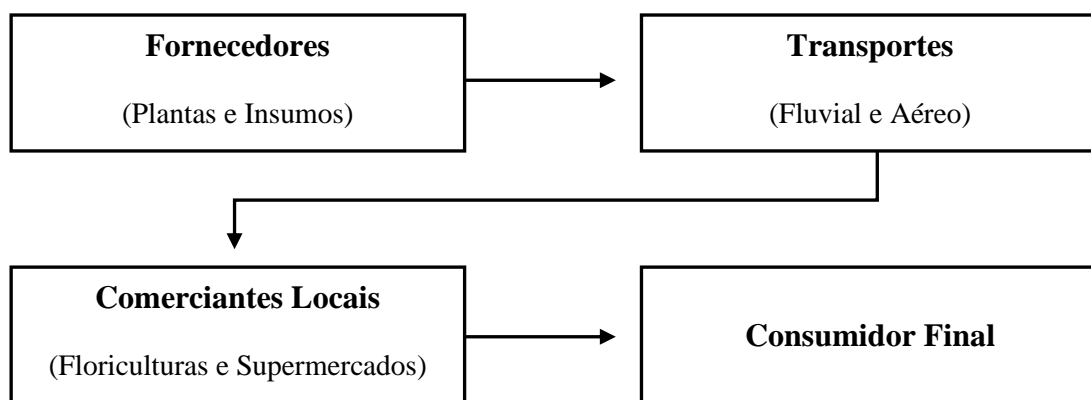 Fornecedores
(Plantas e Insumos)
Transportes
(Fluvial e Aéreo)
Comerciantes Locais
(Floriculturas e Supermercados)
Consumidor Final